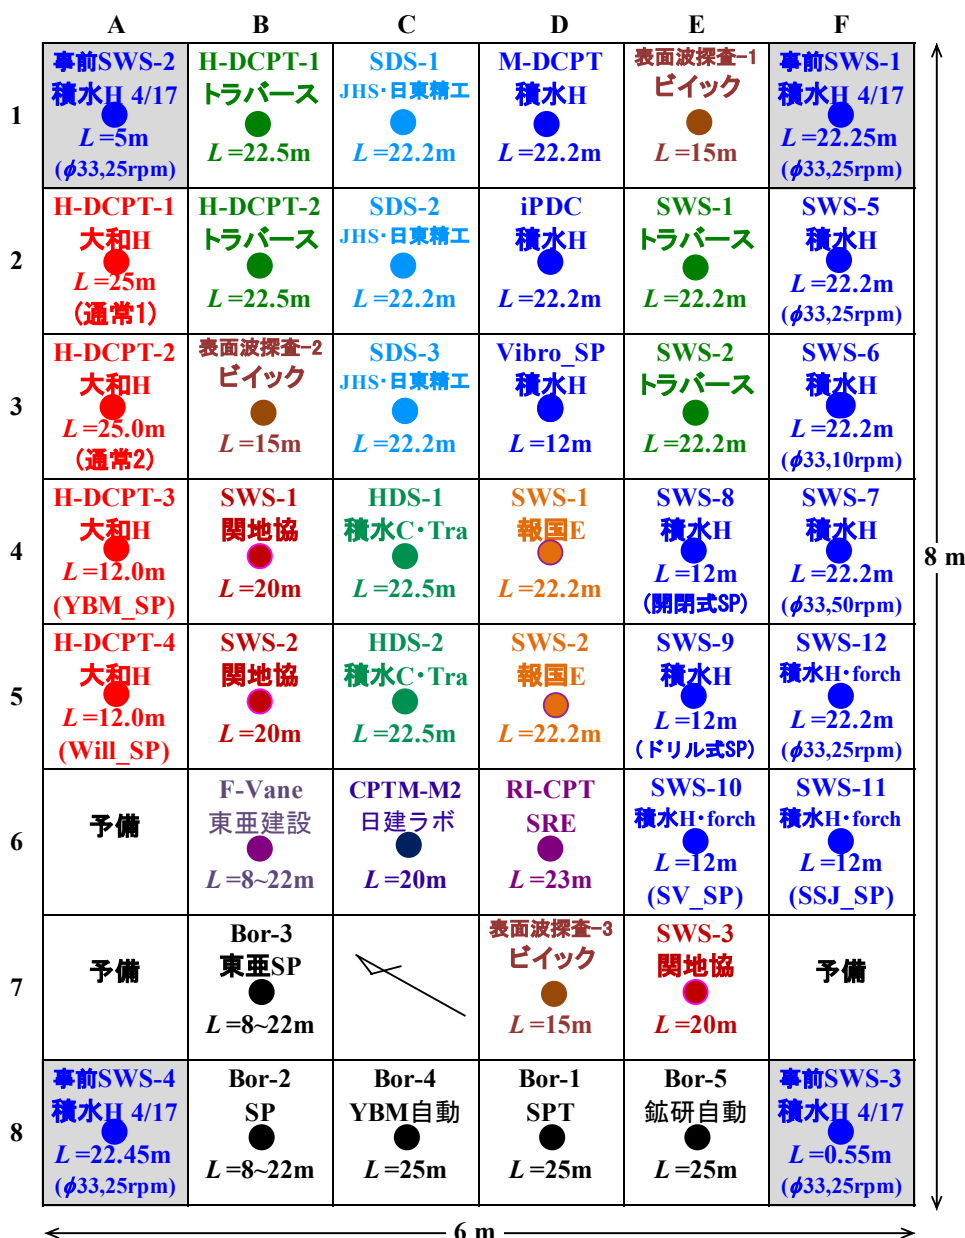 A B C D E F
1
事前SWS-2
積水H 4/17
L=5m
(ϕ33,25rpm)
H-DCPT-1
トラバース
L=22.5m
SDS-1
JHS・日東精工
L=22.2m
M-DCPT
積水H
L=22.2m
表面波探査-1
ビイック
L=15m
事前SWS-1
積水H 4/17
L=22.25m
(ϕ33,25rpm)
2
H-DCPT-1
大和H
L=25m
(通常1)
H-DCPT-2
トラバース
L=22.5m
SDS-2
JHS・日東精工
L=22.2m
iPDC
積水H
L=22.2m
SWS-1
トラバース
L=22.2m
SWS-5
積水H
L=22.2m
(ϕ33,25rpm)
3
H-DCPT-2
大和H
L=25.0m
(通常2)
表面波探査-2
ビイック
L=15m
SDS-3
JHS・日東精工
L=22.2m
Vibro_SP
積水H
L=12m
SWS-2
トラバース
L=22.2m
SWS-6
積水H
L=22.2m
(ϕ33,10rpm)
4
H-DCPT-3
大和H
L=12.0m
(YBM_SP)
SWS-1
関地協
L=20m
HDS-1
積水C・Tra
L=22.5m
SWS-1
報国E
L=22.2m
SWS-8
積水H
L=12m
(開閉式SP)
SWS-7
積水H
L=22.2m
(ϕ33,50rpm)
5
H-DCPT-4
大和H
L=12.0m
(Will_SP)
SWS-2
関地協
L=20m
HDS-2
積水C・Tra
L=22.5m
SWS-2
報国E
L=22.2m
SWS-9
積水H
L=12m
(ドリル式SP)
SWS-12
積水H・forch
L=22.2m
(ϕ33,25rpm)
6
予備
F-Vane
東亜建設
L=8~22m
CPTM-M2
日建ラボ
L=20m
RI-CPT
SRE
L=23m
SWS-10
積水H・forch
L=12m
(SV_SP)
SWS-11
積水H・forch
L=12m
(SSJ_SP)
7
予備
Bor-3
東亜SP
L=8~22m
表面波探査-3
ビイック
L=15m
SWS-3
関地協
L=20m
予備
8
事前SWS-4
積水H 4/17
L=22.45m
(ϕ33,25rpm)
Bor-2
SP
L=8~22m
Bor-4
YBM自動
L=25m
Bor-1
SPT
L=25m
Bor-5
鉱研自動
L=25m
事前SWS-3
積水H 4/17
L=0.55m
(ϕ33,25rpm)
8 m
6 m